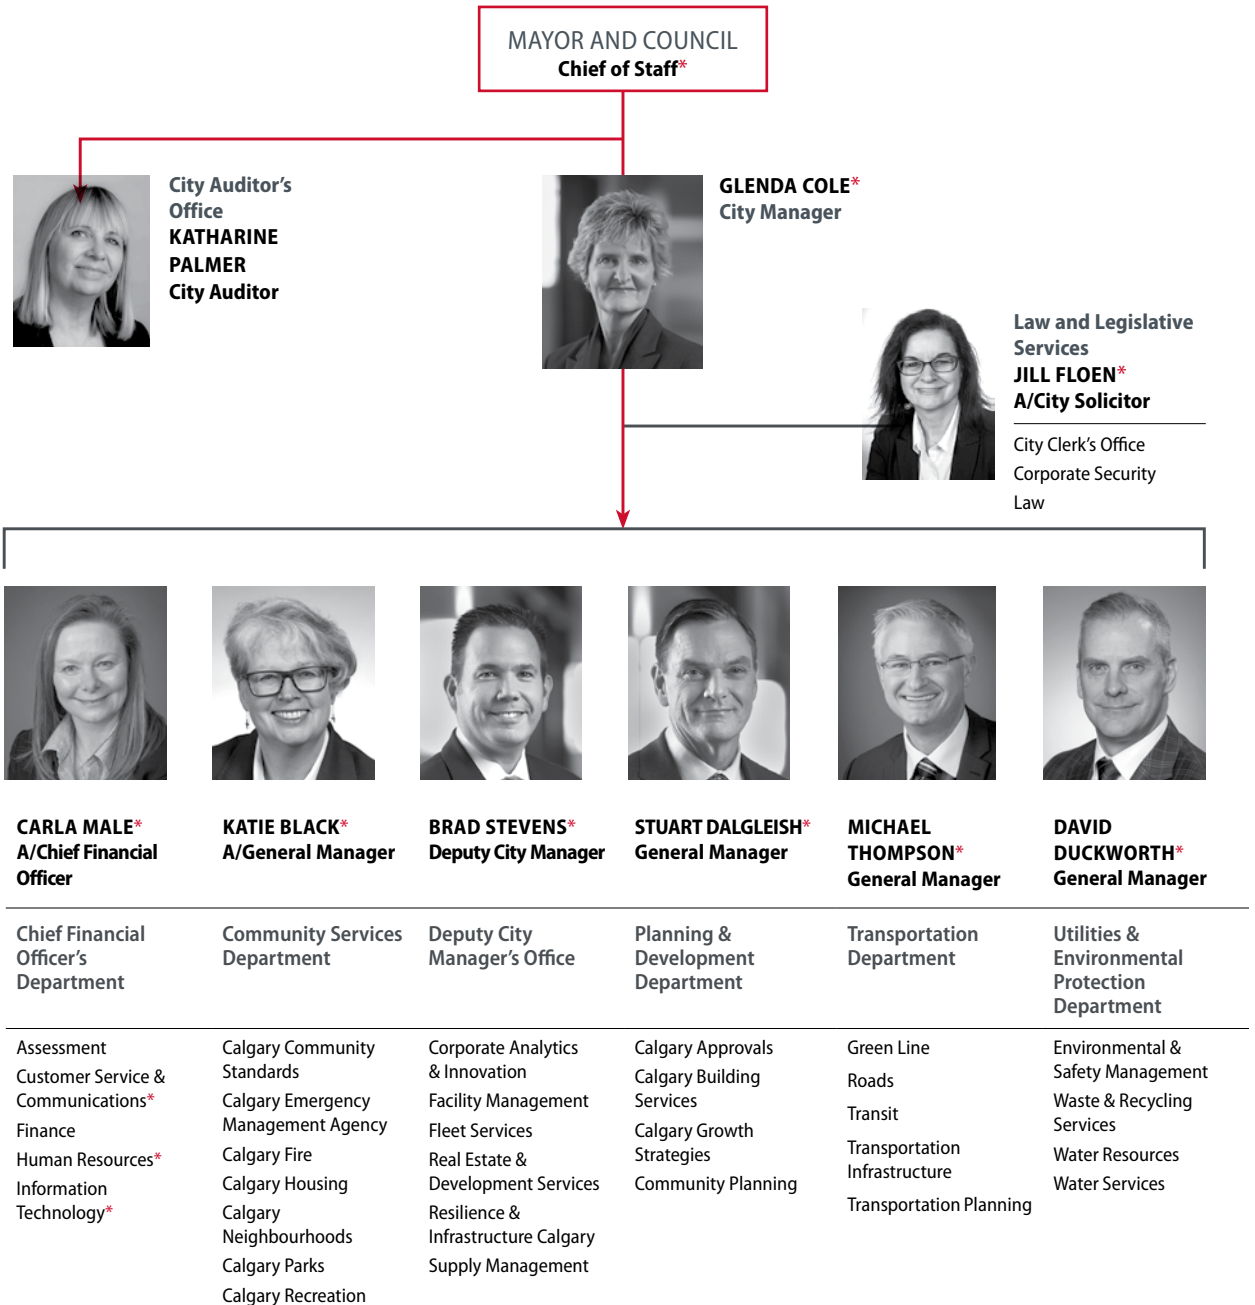 MAYOR AND COUNCIL
Chief of Staff*
City Auditor's
Office
KATHARINE
PALMER
City Auditor
GLENDA COLE*
City Manager
Law and Legislative
Services
JILL FLOEN*
A/City Solicitor
City Clerk's Office
Corporate Security
Law
CARLA MALE*
A/Chief Financial
Officer
Chief Financial
Officer's
Department
Assessment
Customer Service &
Communications*
Finance
Human Resources*
Information
Technology*
KATIE BLACK*
A/General Manager
Community Services
Department
Calgary Community
Standards
Calgary Emergency
Management Agency
Calgary Fire
Calgary Housing
Calgary
Neighbourhoods
Calgary Parks
Calgary Recreation
BRAD STEVENS*
Deputy City Manager
Deputy City
Manager's Office
Corporate Analytics
& Innovation
Facility Management
Fleet Services
Real Estate &
Development Services
Resilience &
Infrastructure Calgary
Supply Management
STUART DALGLEISH*
General Manager
Planning &
Development
Department
Calgary Approvals
Calgary Building
Services
Calgary Growth
Strategies
Community Planning
MICHAEL
THOMPSON*
General Manager
Transportation
Department
Green Line
Roads
Transit
Transportation
Infrastructure
Transportation Planning
DAVID
DUCKWORTH*
General Manager
Utilities &
Environmental
Protection
Department
Environmental &
Safety Management
Waste & Recycling
Services
Water Resources
Water Services